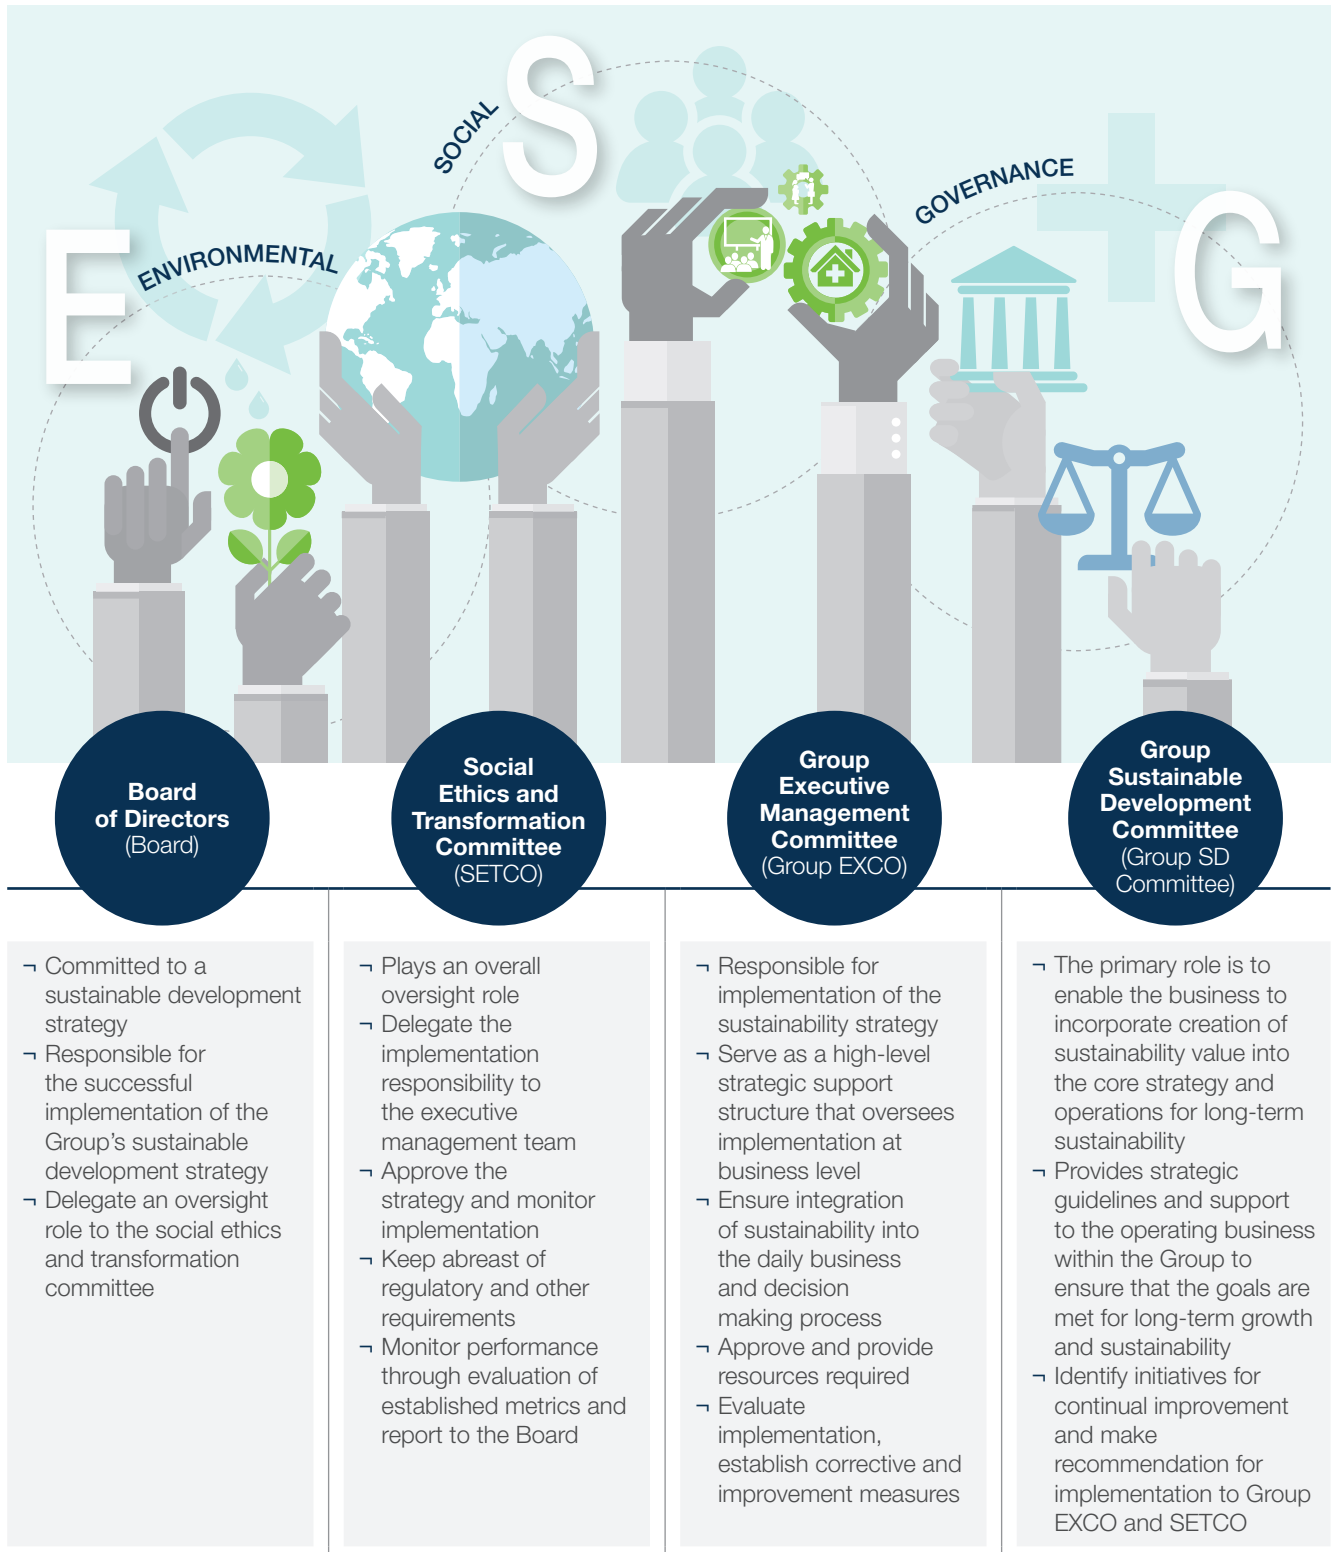 E
ENVIRONMENTAL
S
SOCIAL
G
GOVERNANCE
Board
of Directors
(Board)
¬ Committed to a
sustainable development
strategy
¬ Responsible for
the successful
implementation of the
Group’s sustainable
development strategy
¬ Delegate an oversight
role to the social ethics
and transformation
committee
Social
Ethics and
Transformation
Committee
(SETCO)
¬ Plays an overall
oversight role
¬ Delegate the
implementation
responsibility to
the executive
management team
¬ Approve the
strategy and monitor
implementation
¬ Keep abreast of
regulatory and other
requirements
¬ Monitor performance
through evaluation of
established metrics and
report to the Board
Group
Executive
Management
Committee
(Group EXCO)
¬ Responsible for
implementation of the
sustainability strategy
¬ Serve as a high-level
strategic support
structure that oversees
implementation at
business level
¬ Ensure integration
of sustainability into
the daily business
and decision
making process
¬ Approve and provide
resources required
¬ Evaluate
implementation,
establish corrective and
improvement measures
Group
Sustainable
Development
Committee
(Group SD
Committee)
¬ The primary role is to
enable the business to
incorporate creation of
sustainability value into
the core strategy and
operations for long-term
sustainability
¬ Provides strategic
guidelines and support
to the operating business
within the Group to
ensure that the goals are
met for long-term growth
and sustainability
¬ Identify initiatives for
continual improvement
and make
recommendation for
implementation to Group
EXCO and SETCO